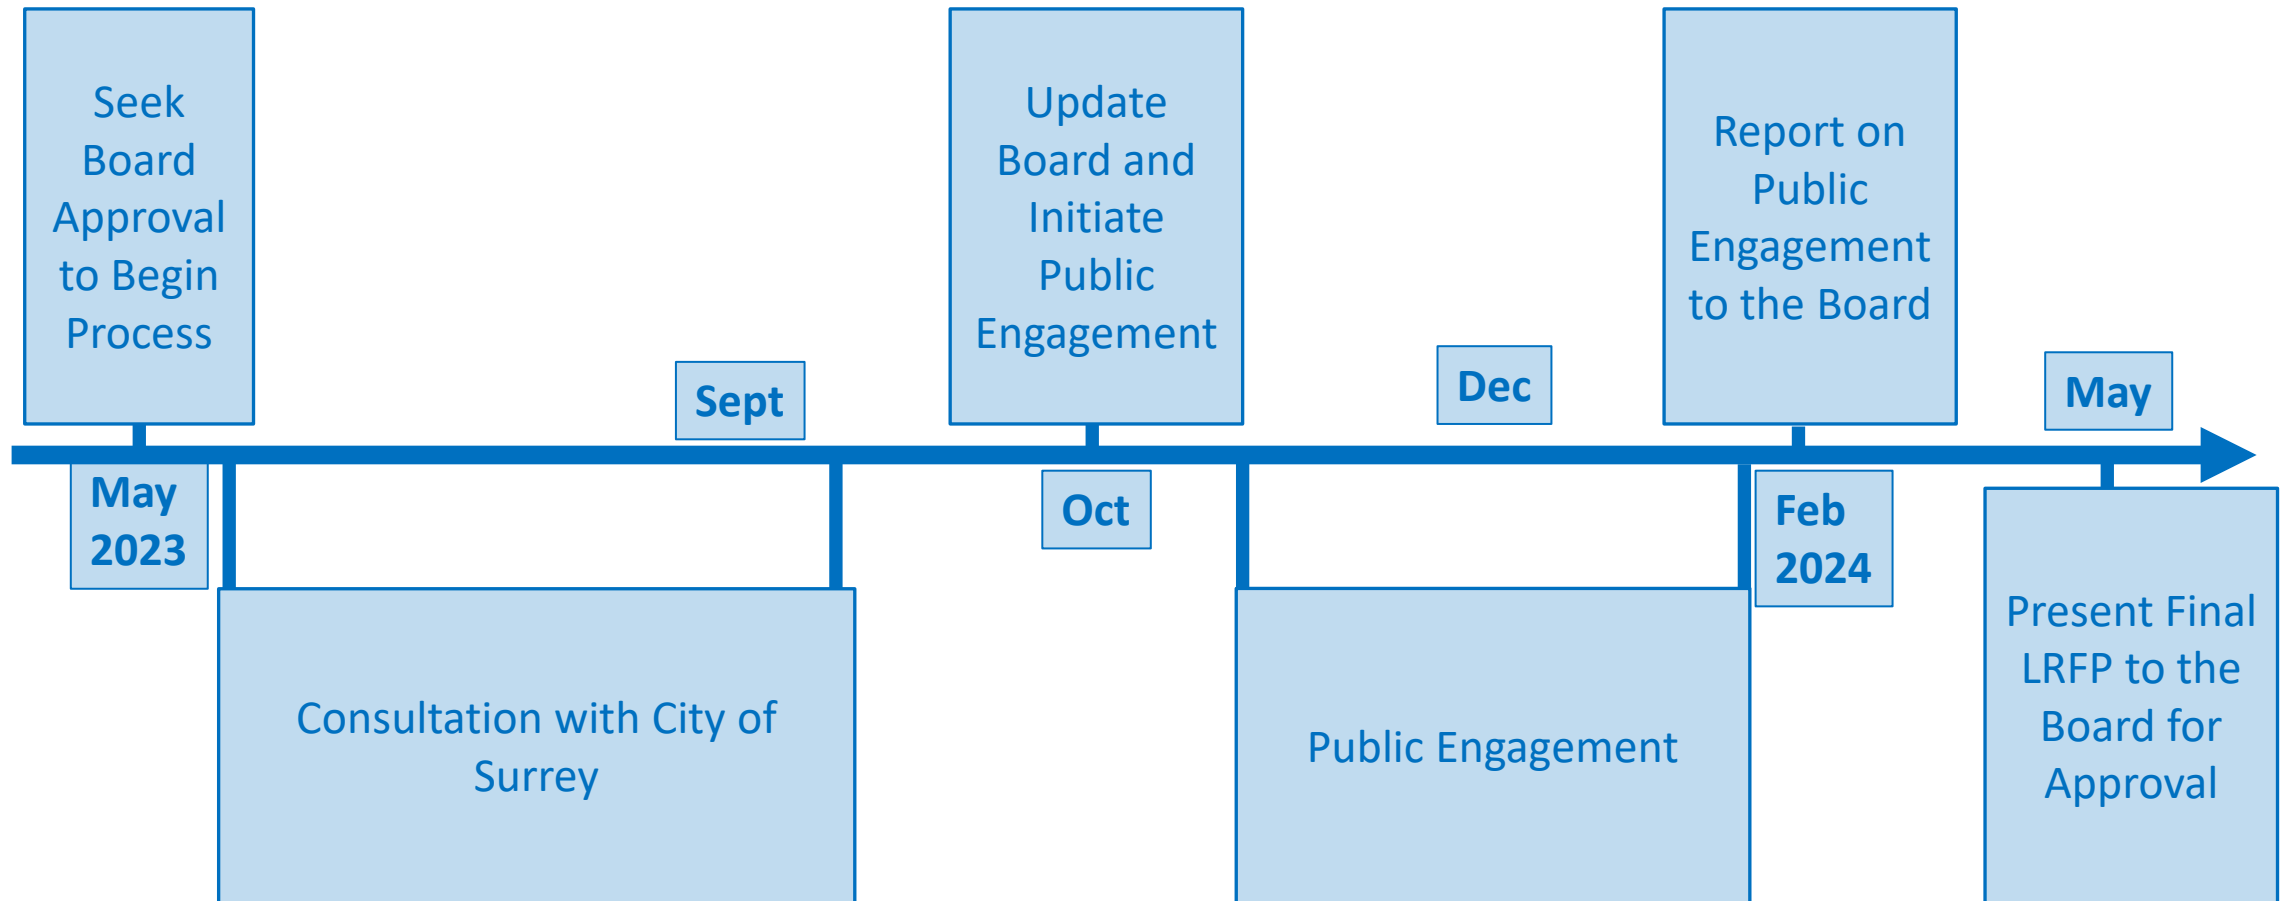 Seek
Board
Approval
to Begin
Process
May
2023
Consultation with City of
Surrey
Sept
Update
Board and
Initiate
Public
Engagement
Oct
Public Engagement
Dec
Report on
Public
Engagement
to the Board
Feb
2024
May
Present Final
LRFP to the
Board for
Approval